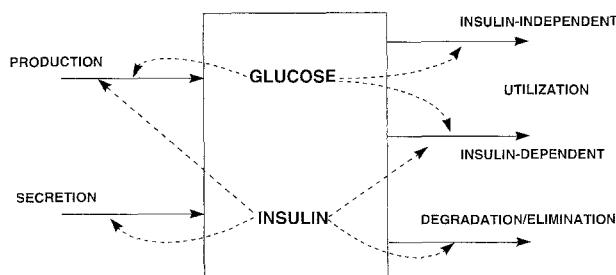 INSULIN-INDEPENDENT
PRODUCTION
GLUCOSE
UTILIZATION
INSULIN-DEPENDENT
SECRETION
INSULIN
DEGRADATION/ELIMINATION